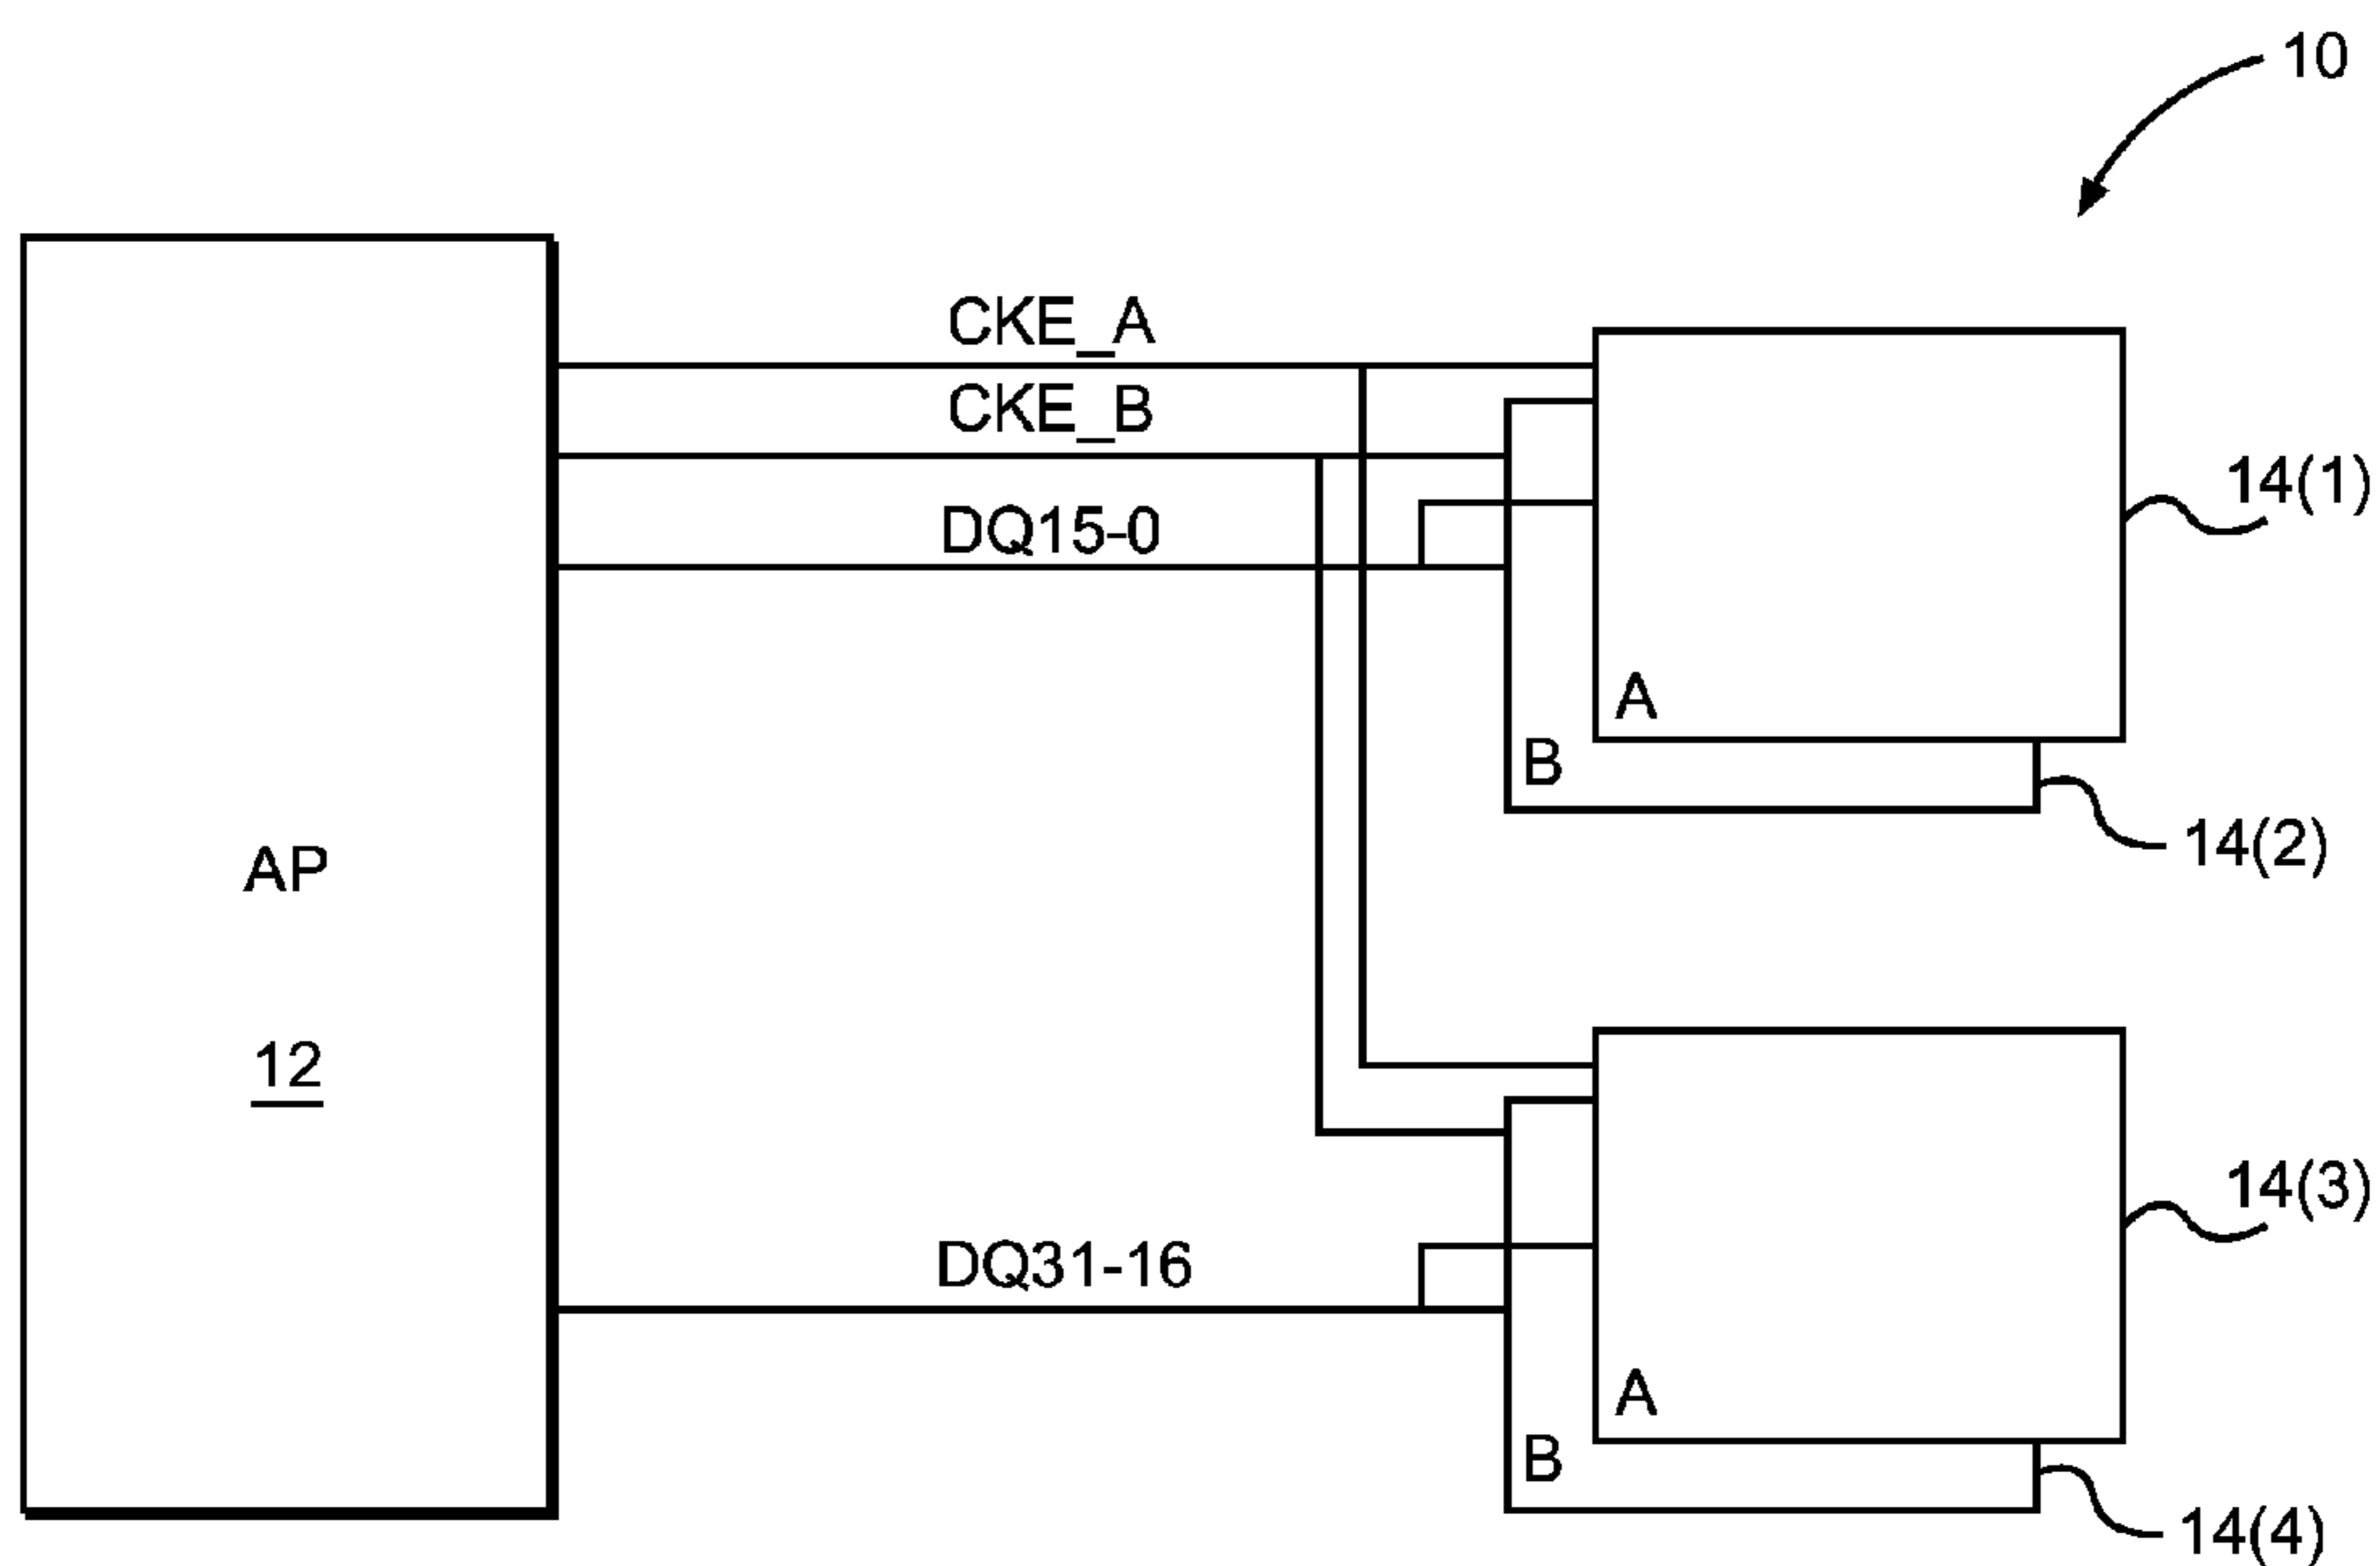 10
CKE_A
CKE_B
14(1)
DQ15-0
A
B
14(2)
AP
12
14(3)
DQ31-16
A
B
14(4)